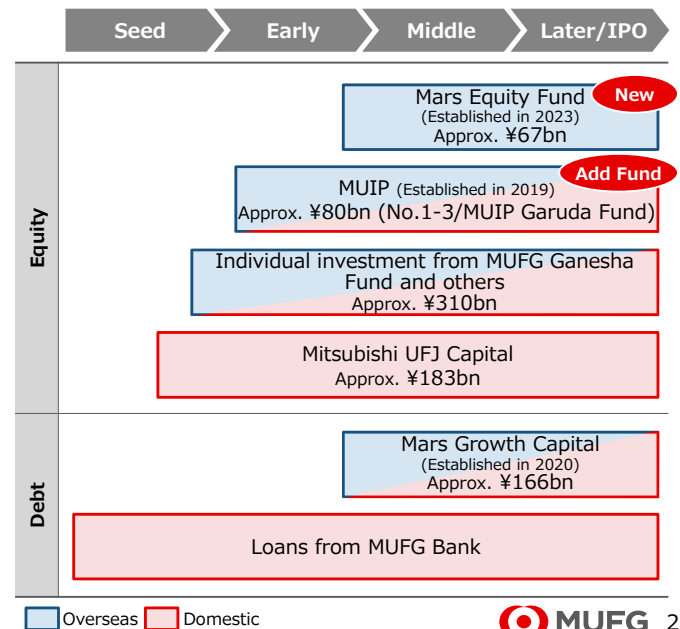 Seed
Early
Middle
Later/IPO
Equity
Mars Equity Fund
New
(Established in 2023)
Approx. ¥67bn
Add Fund
MUIP (Established in 2019)
Approx. ¥80bn (No.1-3/MUIP Garuda Fund)
Individual investment from MUFG Ganesha
Fund and others
Approx. ¥310bn
Mitsubishi UFJ Capital
Approx. ¥183bn
Debt
Mars Growth Capital
(Established in 2020)
Approx. ¥166bn
Loans from MUFG Bank
Overseas
Domestic
MUFG
2